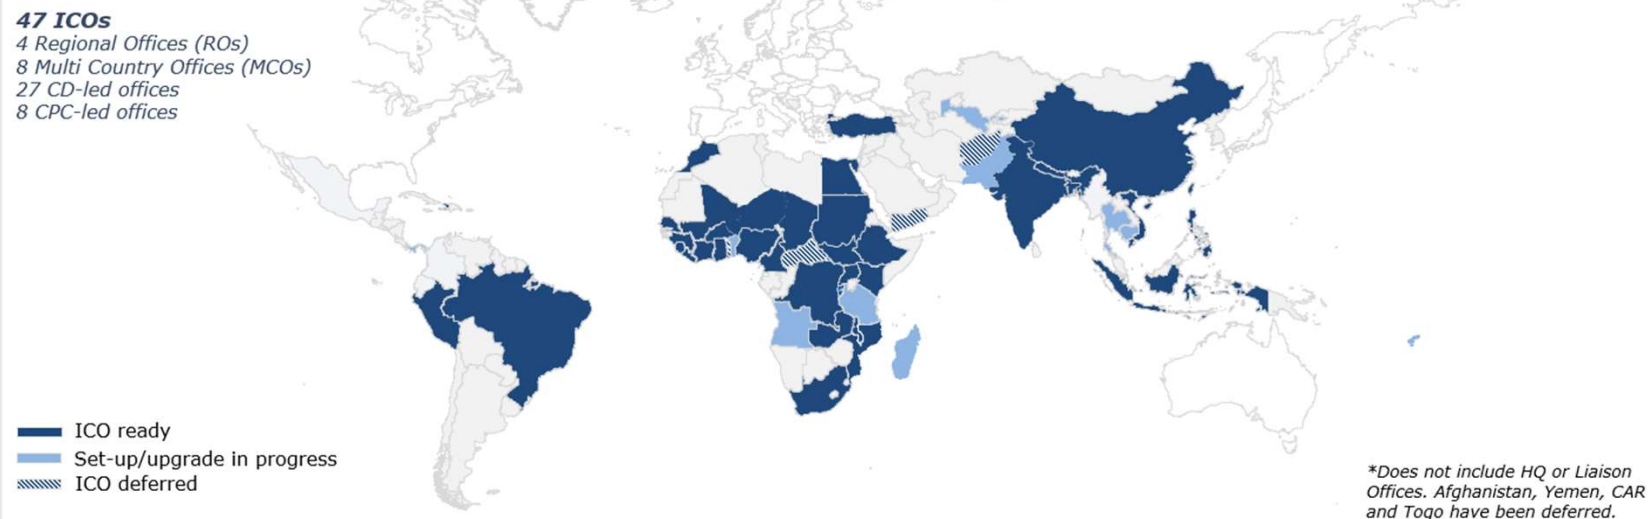 47 ICOs
4 Regional Offices (ROs)
8 Multi Country Offices (MCOs)
27 CD-led offices
8 CPC-led offices
ICO ready
Set-up/upgrade in progress
ICO deferred
*Does not include HQ or Liaison
Offices. Afghanistan, Yemen, CAR
and Togo have been deferred.